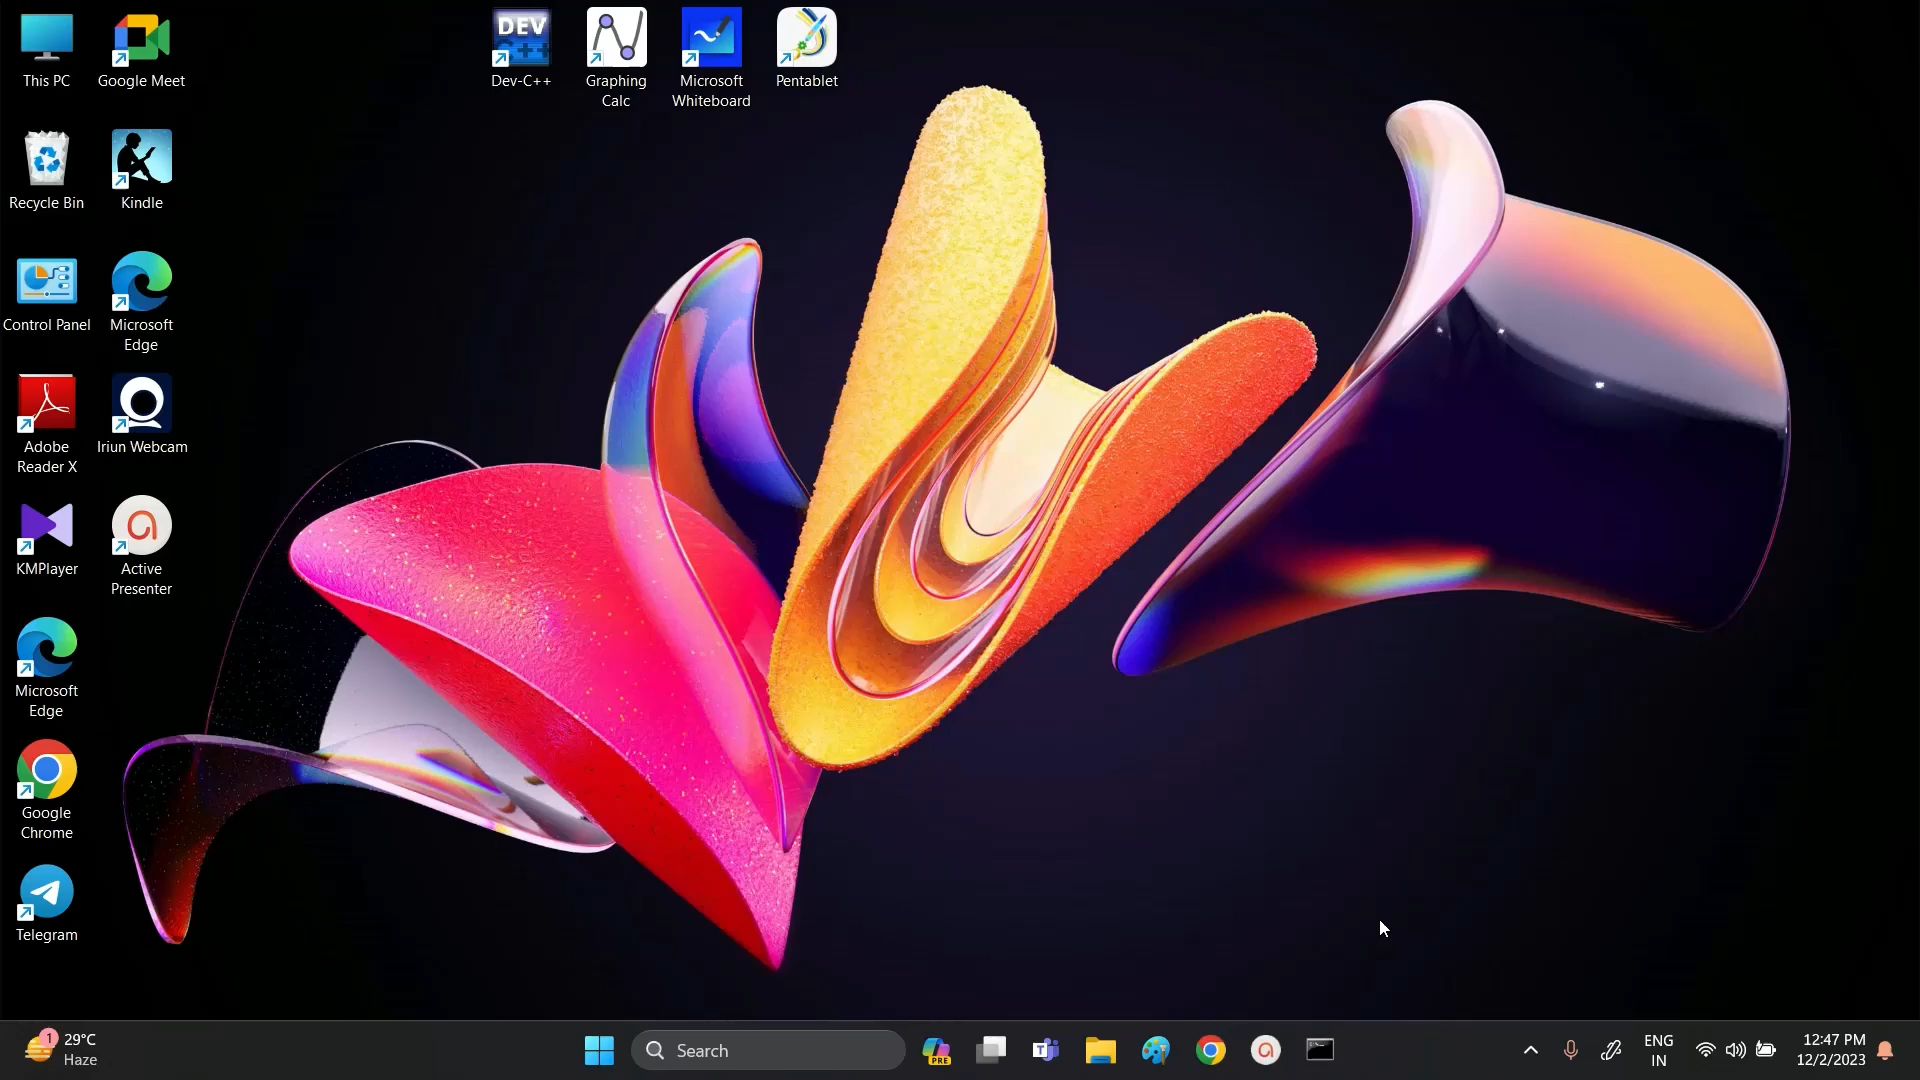 This PC
Google Meet
DEV
C++
Dev-C++
Graphing
Calc
Microsoft
Whiteboard
Pentablet
Recycle Bin
Kindle
Control Panel
Microsoft
Edge
Adobe
Reader X
Iriun Webcam
KMPlayer
Active
Presenter
Microsoft
Edge
Google
Chrome
Telegram
1
29°C
Haze
Search
PRE
T
ENG
IN
12:47 PM
12/2/2023